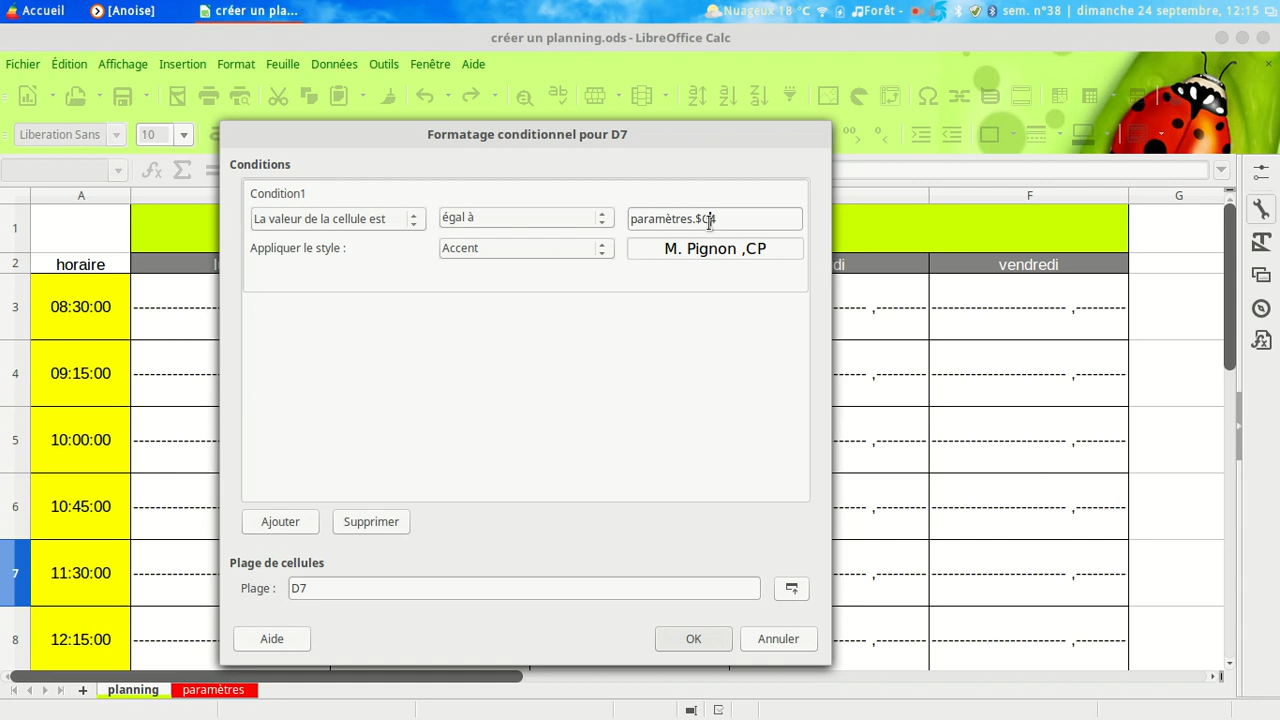 Accueil [Anoise] créer un pla... Nuageux 18 °C Forêt - sem. n°38 | dimanche 24 septembre, 12:15
créer un planning.ods - LibreOffice Calc
Fichier Édition Affichage Insertion Format Feuille Données Outils Fenêtre Aide
Liberation Sans 10
Formatage conditionnel pour D7
Conditions
Condition1
La valeur de la cellule est égal à paramètres.$C4
Appliquer le style : Accent M. Pignon ,CP
Ajouter Supprimer
Plage de cellules
Plage : D7
Aide OK Annuler
A F G
1
2 horaire di vendredi
3 08:30:00 --- ---- ,-------- ----------------- ,--------
4 09:15:00 --- ---- ,-------- ----------------- ,--------
5 10:00:00 --- ---- ,-------- ----------------- ,--------
6 10:45:00 --- ---- ,-------- ----------------- ,--------
7 11:30:00 --- ---- ,-------- ----------------- ,--------
8 12:15:00 --- ---- ,-------- ----------------- ,--------
planning paramètres